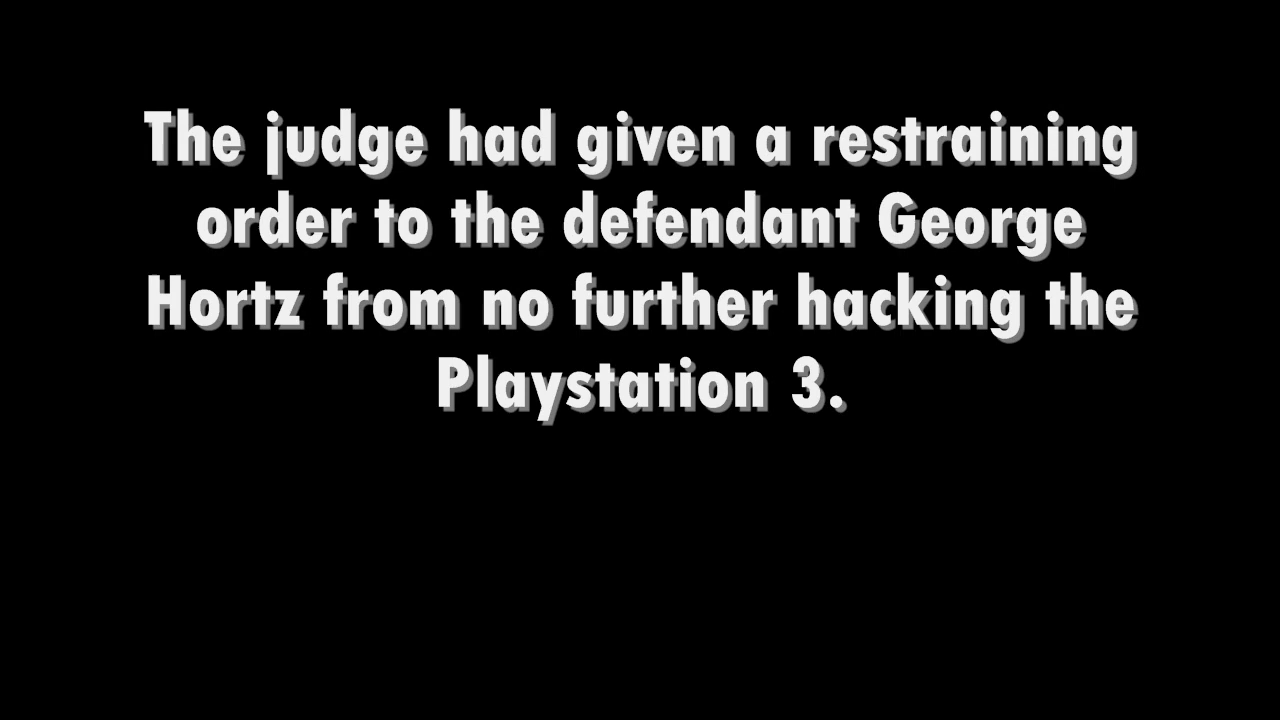 The judge had given a restraining
order to the defendant George
Hortz from no further hacking the
Playstation 3.